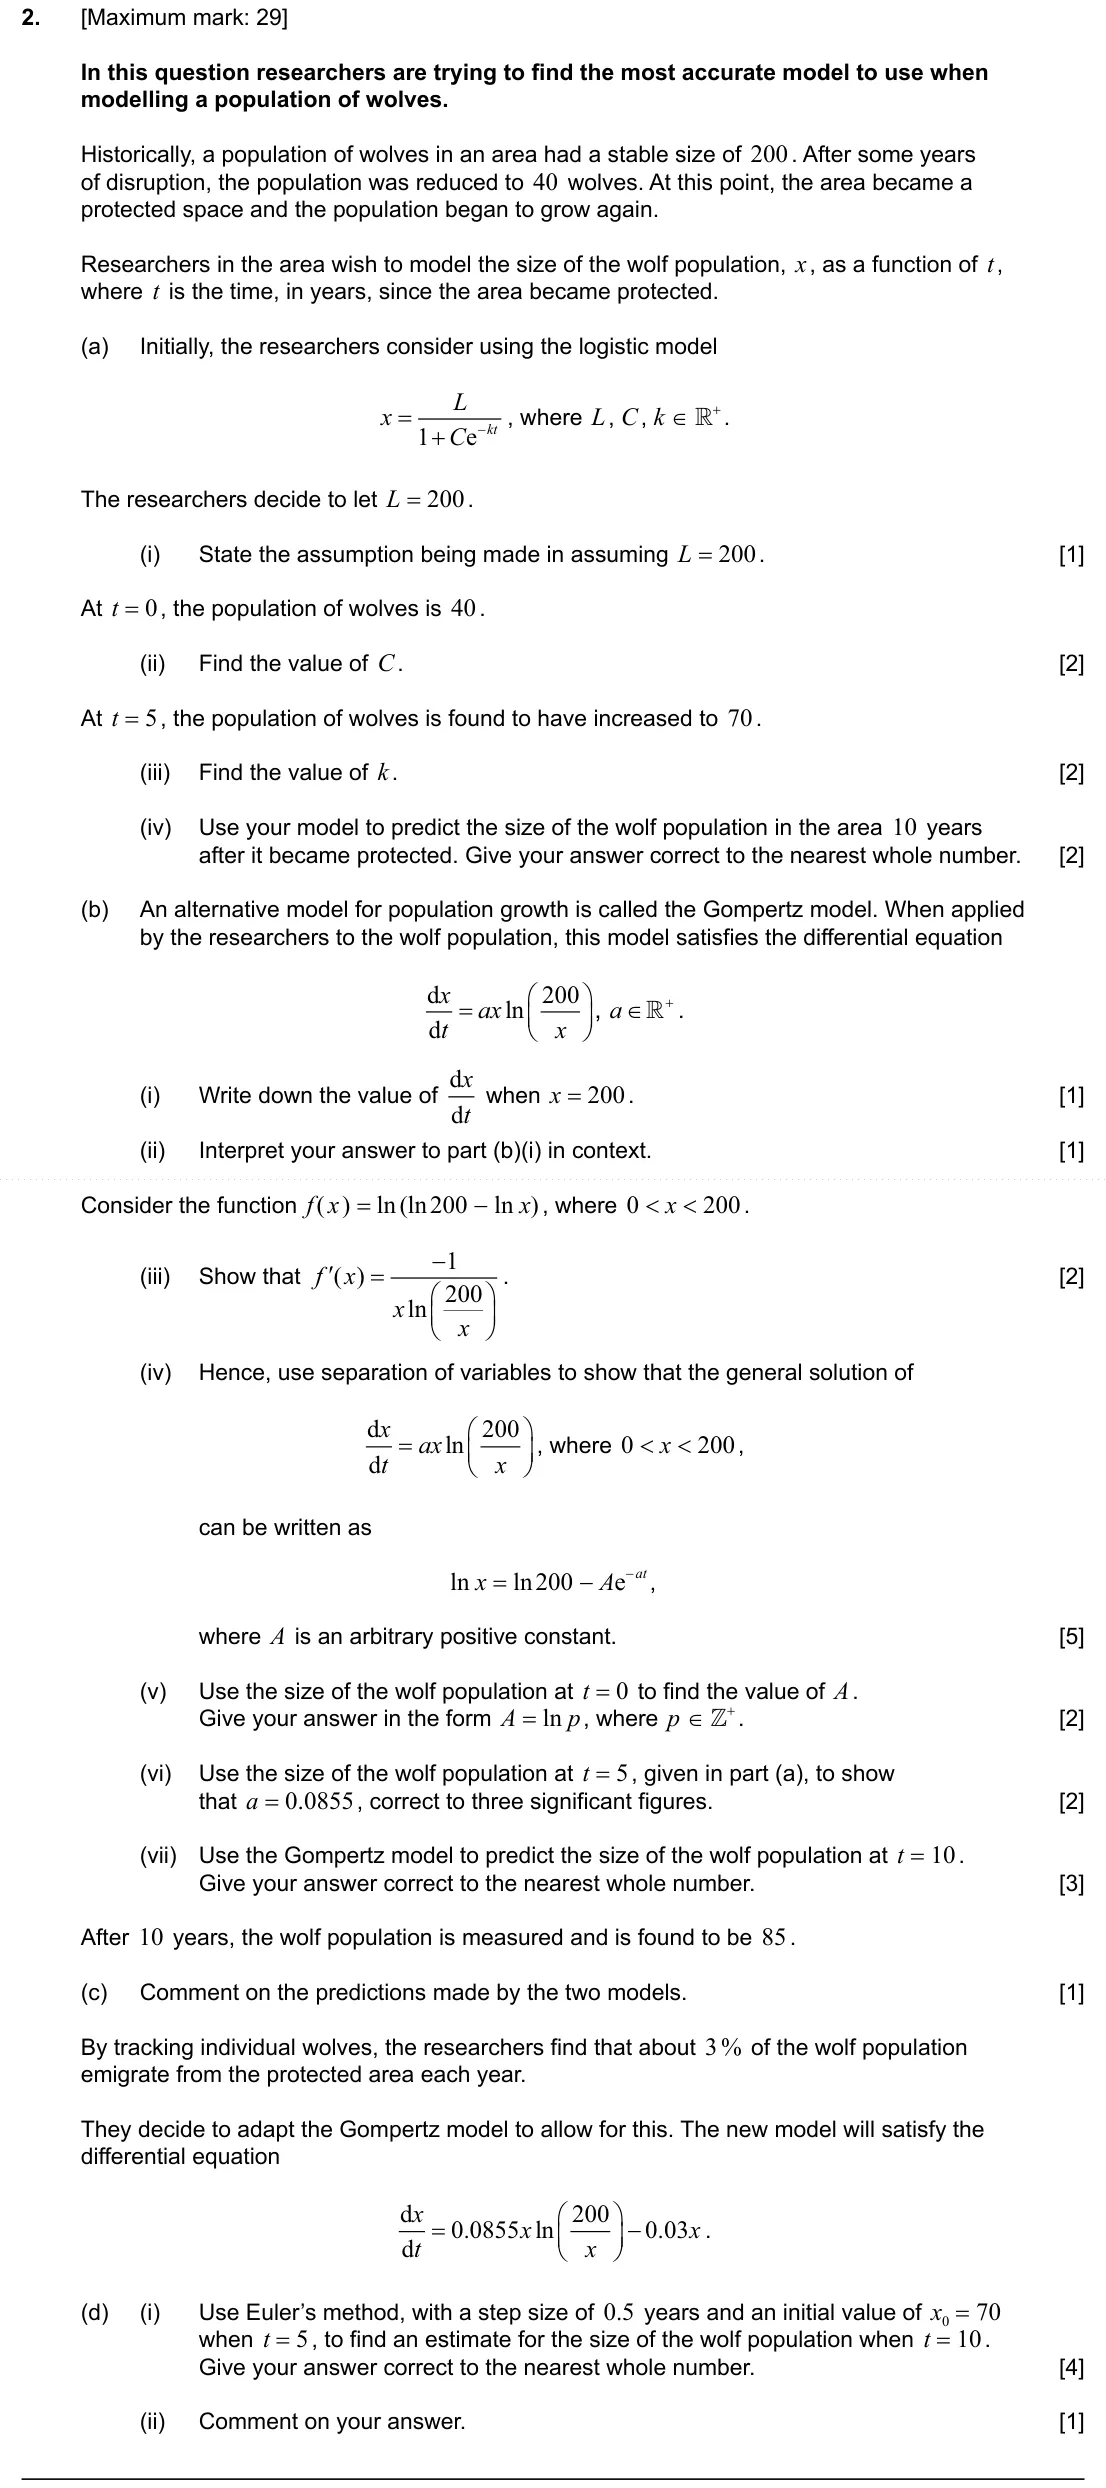 2. [Maximum mark: 29]
In this question researchers are trying to find the most accurate model to use when
modelling a population of wolves.
Historically, a population of wolves in an area had a stable size of 200. After some years
of disruption, the population was reduced to 40 wolves. At this point, the area became a
protected space and the population began to grow again.
Researchers in the area wish to model the size of the wolf population, x, as a function of t,
where t is the time, in years, since the area became protected.
(a) Initially, the researchers consider using the logistic model
x = L / (1 + Ce^{−kt}), where L, C, k ∈ ℝ⁺.
The researchers decide to let L = 200.
(i) State the assumption being made in assuming L = 200. [1]
At t = 0, the population of wolves is 40.
(ii) Find the value of C. [2]
At t = 5, the population of wolves is found to have increased to 70.
(iii) Find the value of k. [2]
(iv) Use your model to predict the size of the wolf population in the area 10 years
after it became protected. Give your answer correct to the nearest whole number. [2]
(b) An alternative model for population growth is called the Gompertz model. When applied
by the researchers to the wolf population, this model satisfies the differential equation
dx/dt = ax ln(200/x), a ∈ ℝ⁺.
(i) Write down the value of dx/dt when x = 200. [1]
(ii) Interpret your answer to part (b)(i) in context. [1]
Consider the function f(x) = ln(ln 200 − ln x), where 0 < x < 200.
(iii) Show that f′(x) = −1 / (x ln(200/x)). [2]
(iv) Hence, use separation of variables to show that the general solution of
dx/dt = ax ln(200/x), where 0 < x < 200,
can be written as
ln x = ln 200 − Ae^{−at},
where A is an arbitrary positive constant. [5]
(v) Use the size of the wolf population at t = 0 to find the value of A.
Give your answer in the form A = ln p, where p ∈ ℤ⁺. [2]
(vi) Use the size of the wolf population at t = 5, given in part (a), to show
that a = 0.0855, correct to three significant figures. [2]
(vii) Use the Gompertz model to predict the size of the wolf population at t = 10.
Give your answer correct to the nearest whole number. [3]
After 10 years, the wolf population is measured and is found to be 85.
(c) Comment on the predictions made by the two models. [1]
By tracking individual wolves, the researchers find that about 3% of the wolf population
emigrate from the protected area each year.
They decide to adapt the Gompertz model to allow for this. The new model will satisfy the
differential equation
dx/dt = 0.0855x ln(200/x) − 0.03x.
(d) (i) Use Euler's method, with a step size of 0.5 years and an initial value of x₀ = 70
when t = 5, to find an estimate for the size of the wolf population when t = 10.
Give your answer correct to the nearest whole number. [4]
(ii) Comment on your answer. [1]